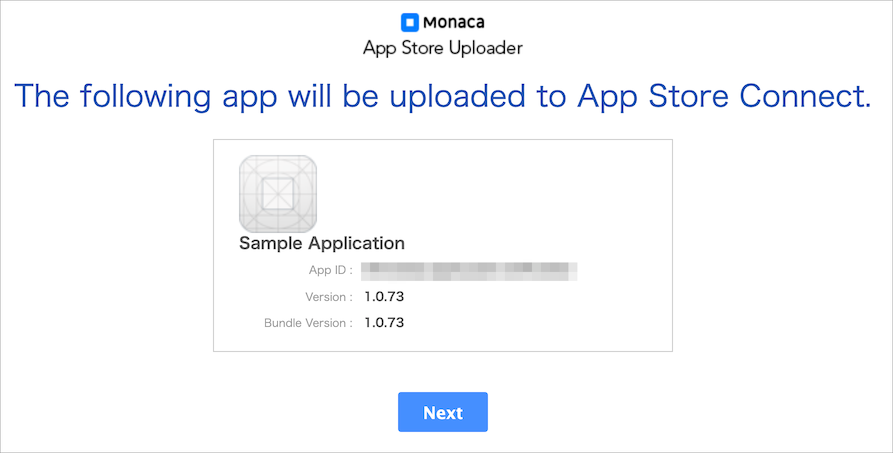 Monaca
App Store Uploader
The following app will be uploaded to App Store Connect.
Sample Application
App ID :
Version : 1.0.73
Bundle Version : 1.0.73
Next